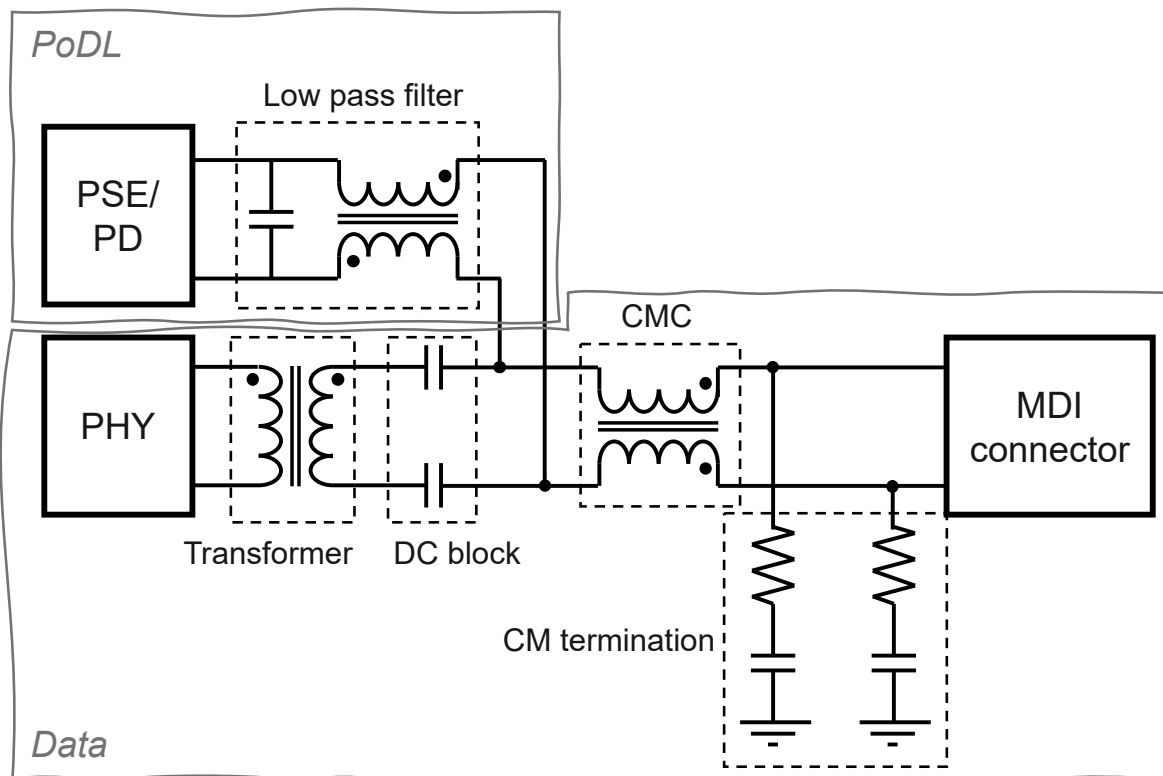 PoDL
Low pass filter
PSE/
PD
CMC
PHY
MDI
connector
Transformer
DC block
CM termination
Data